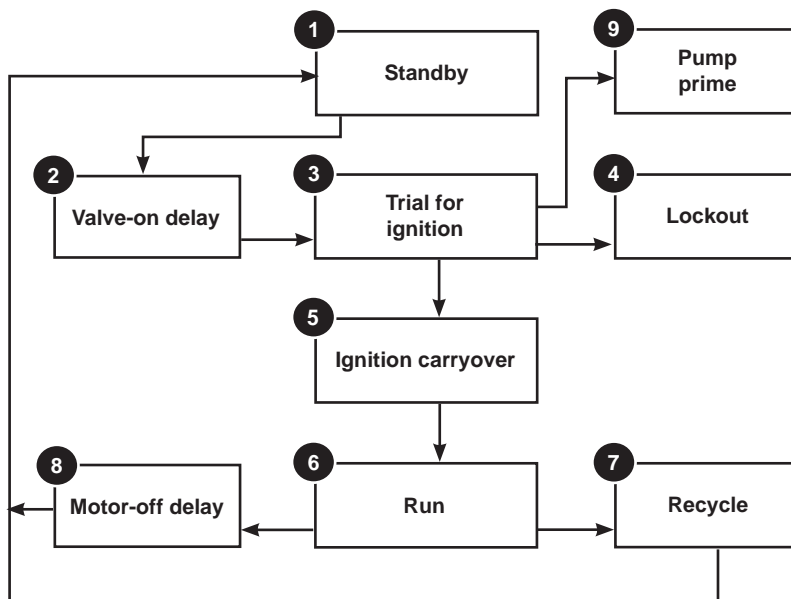 1
Standby
9
Pump
prime
2
Valve-on delay
3
Trial for
ignition
4
Lockout
5
Ignition carryover
8
Motor-off delay
6
Run
7
Recycle